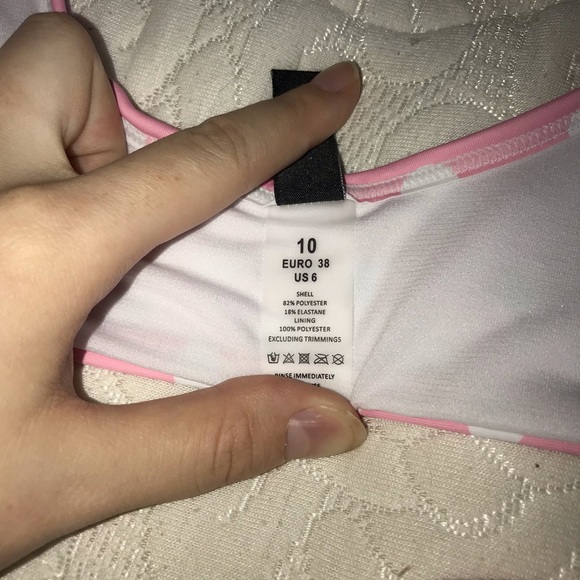 10
EURO 38
US 6
SHELL
82% POLYESTER
18% ELASTANE
LINING
100% POLYESTER
EXCLUDING TRIMMINGS
RINSE IMMEDIATELY